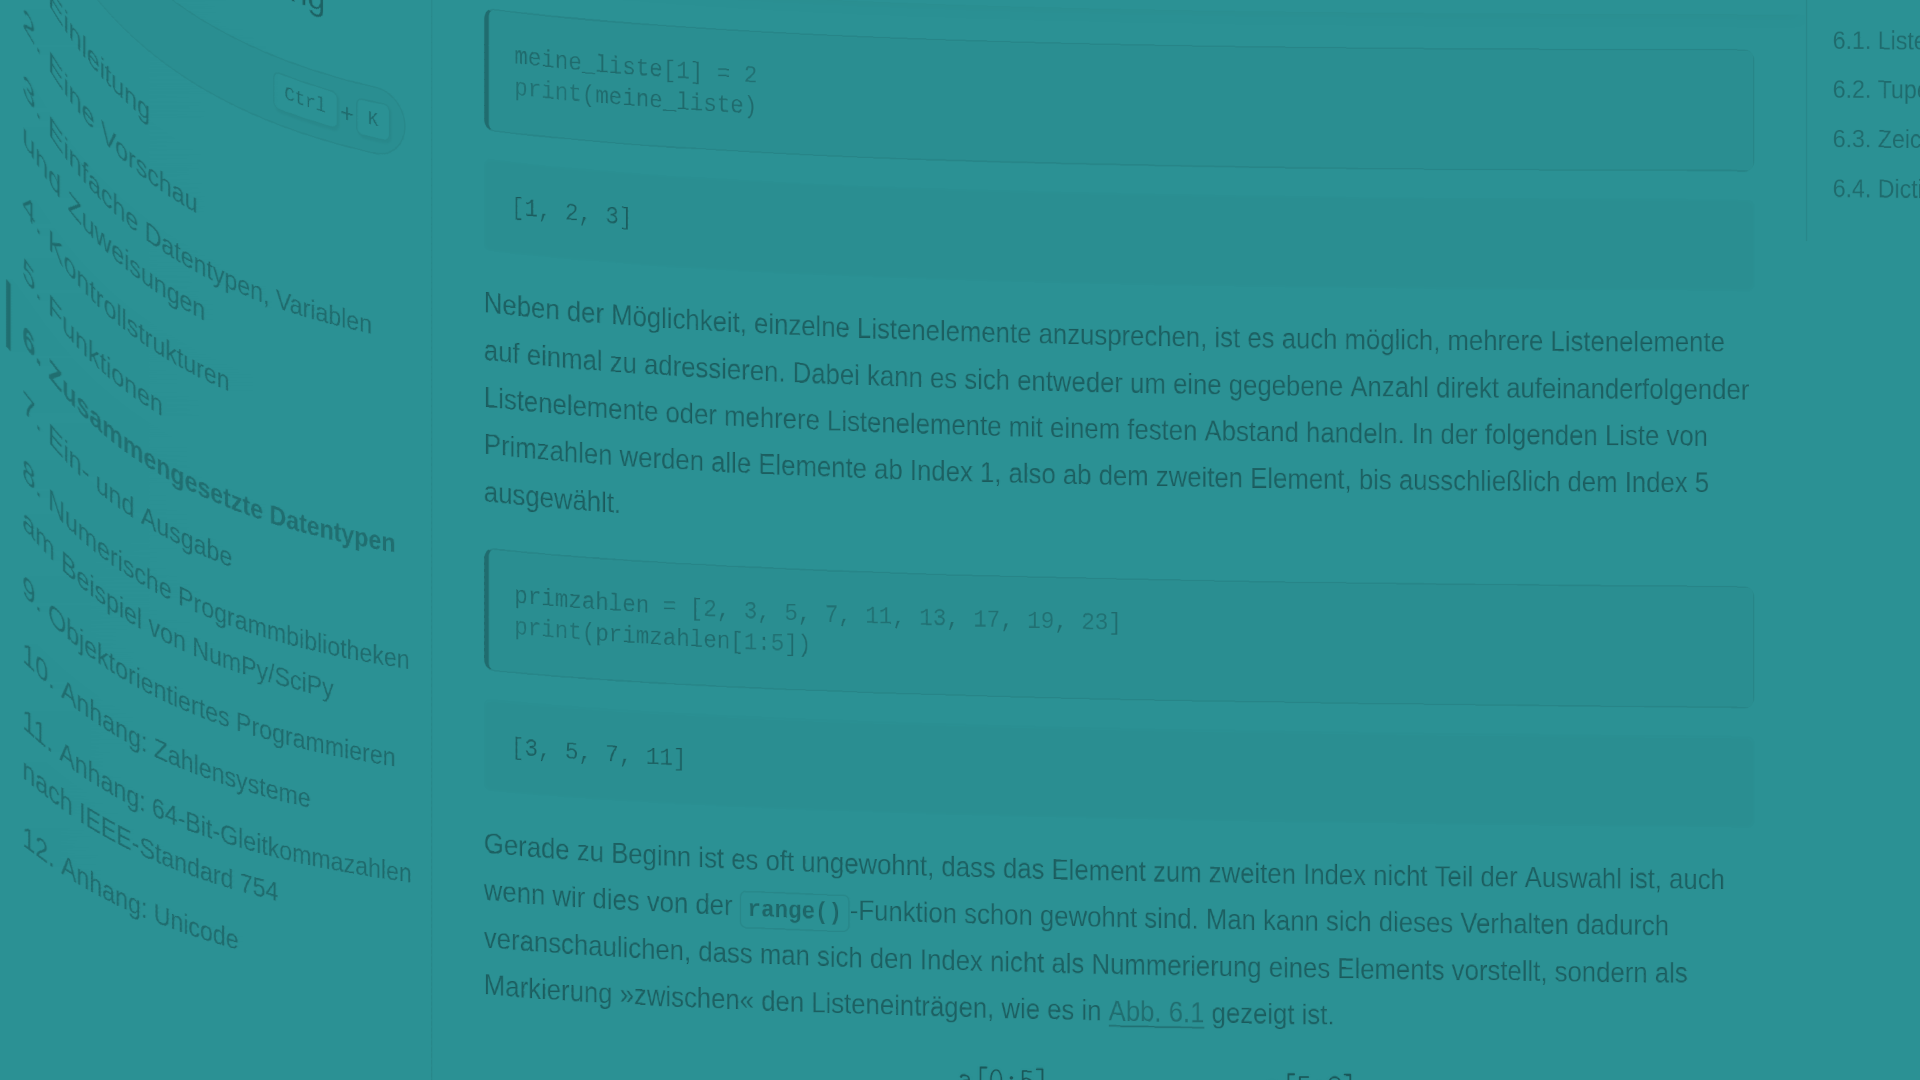 Ctrl + K
Einleitung
2. Eine Vorschau
3. Einfache Datentypen, Variablen
und Zuweisungen
4. Kontrollstrukturen
5. Funktionen
6. Zusammengesetzte Datentypen
7. Ein- und Ausgabe
8. Numerische Programmbibliotheken
am Beispiel von NumPy/SciPy
9. Objektorientiertes Programmieren
10. Anhang: Zahlensysteme
11. Anhang: 64-Bit-Gleitkommazahlen
nach IEEE-Standard 754
12. Anhang: Unicode
meine_liste[1] = 2
print(meine_liste)
[1, 2, 3]
Neben der Möglichkeit, einzelne Listenelemente anzusprechen, ist es auch möglich, mehrere Listenelemente
auf einmal zu adressieren. Dabei kann es sich entweder um eine gegebene Anzahl direkt aufeinanderfolgender
Listenelemente oder mehrere Listenelemente mit einem festen Abstand handeln. In der folgenden Liste von
Primzahlen werden alle Elemente ab Index 1, also ab dem zweiten Element, bis ausschließlich dem Index 5
ausgewählt.
primzahlen = [2, 3, 5, 7, 11, 13, 17, 19, 23]
print(primzahlen[1:5])
[3, 5, 7, 11]
Gerade zu Beginn ist es oft ungewohnt, dass das Element zum zweiten Index nicht Teil der Auswahl ist, auch
wenn wir dies von der range()-Funktion schon gewohnt sind. Man kann sich dieses Verhalten dadurch
veranschaulichen, dass man sich den Index nicht als Nummerierung eines Elements vorstellt, sondern als
Markierung »zwischen« den Listeneinträgen, wie es in Abb. 6.1 gezeigt ist.
6.1. Liste
6.2. Tupe
6.3. Zeic
6.4. Dicti